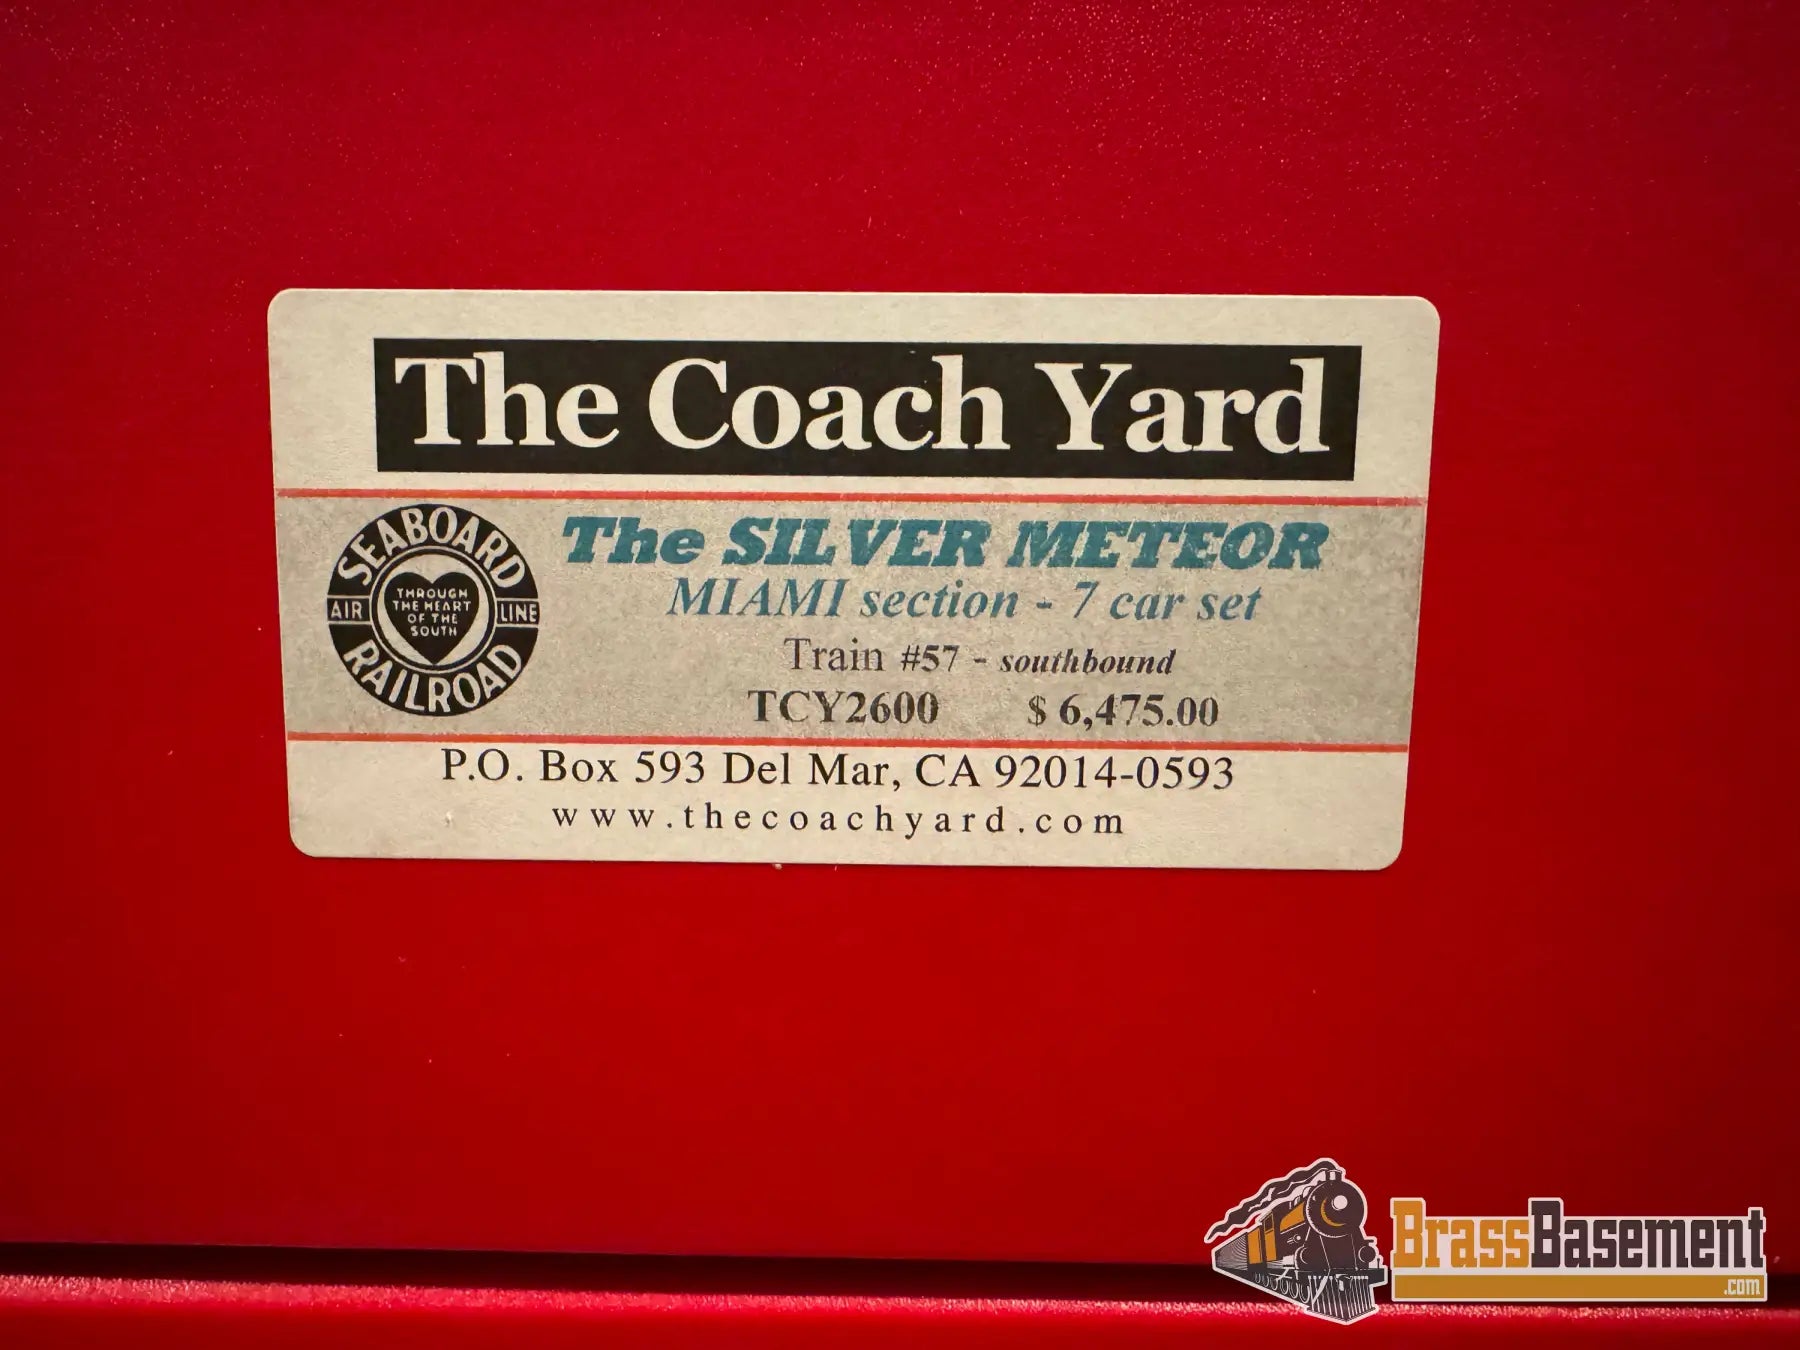 The Coach Yard
SEABOARD
AIR LINE
RAILROAD
THROUGH
THE HEART
OF THE
SOUTH
The SILVER METEOR
MIAMI section - 7 car set
Train #57 - southbound
TCY2600 $ 6,475.00
P.O. Box 593 Del Mar, CA 92014-0593
www.thecoachyard.com
BrassBasement
.com